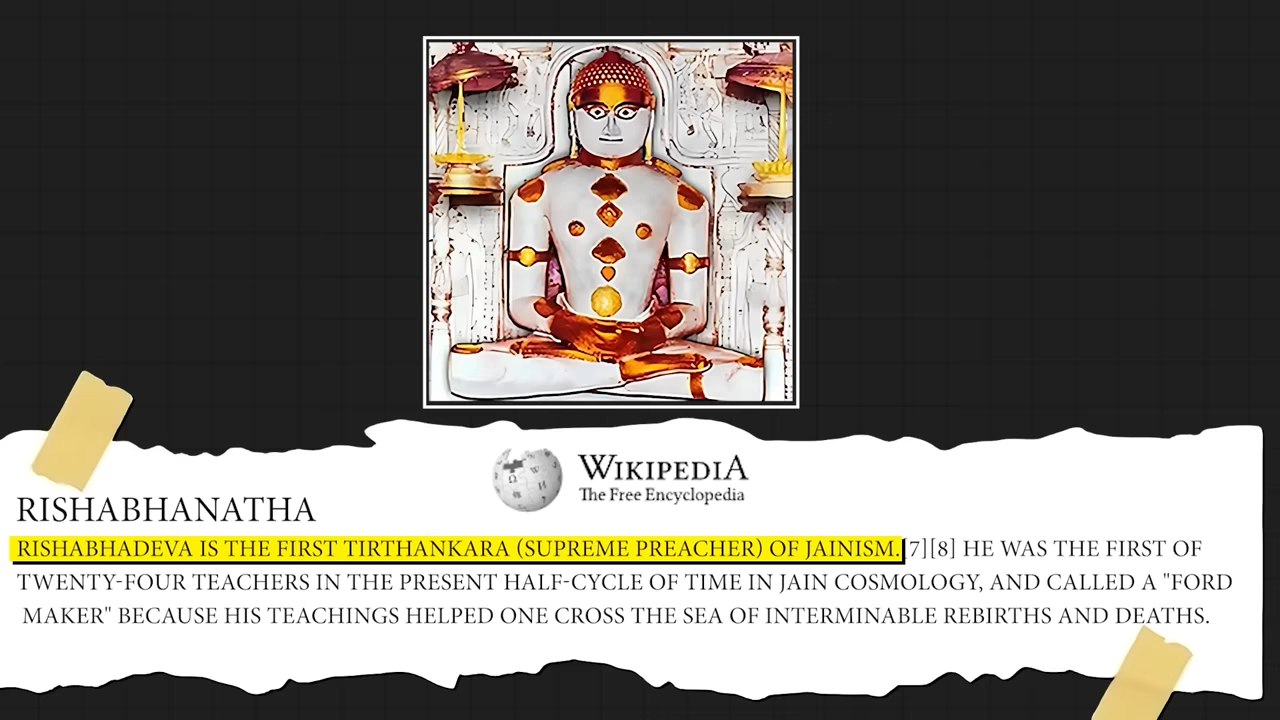 WIKIPEDIA
The Free Encyclopedia
RISHABHANATHA
RISHABHADEVA IS THE FIRST TIRTHANKARA (SUPREME PREACHER) OF JAINISM.[7][8] HE WAS THE FIRST OF
TWENTY-FOUR TEACHERS IN THE PRESENT HALF-CYCLE OF TIME IN JAIN COSMOLOGY, AND CALLED A "FORD
MAKER" BECAUSE HIS TEACHINGS HELPED ONE CROSS THE SEA OF INTERMINABLE REBIRTHS AND DEATHS.